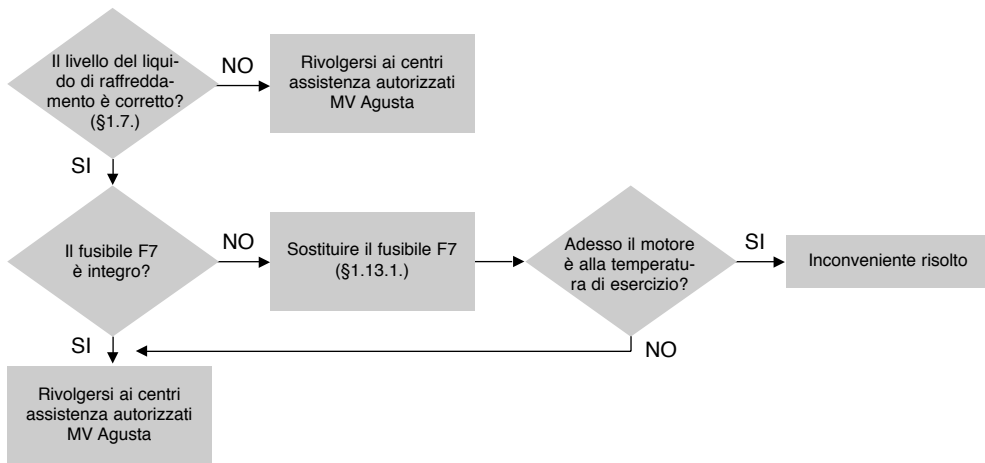 Il livello del liqui-
do di raffredda-
mento è corretto?
(§1.7.)
NO
Rivolgersi ai centri
assistenza autorizzati
MV Agusta
SI
Il fusibile F7
è integro?
NO
Sostituire il fusibile F7
(§1.13.1.)
Adesso il motore
è alla temperatu-
ra di esercizio?
SI
Inconveniente risolto
SI
NO
Rivolgersi ai centri
assistenza autorizzati
MV Agusta